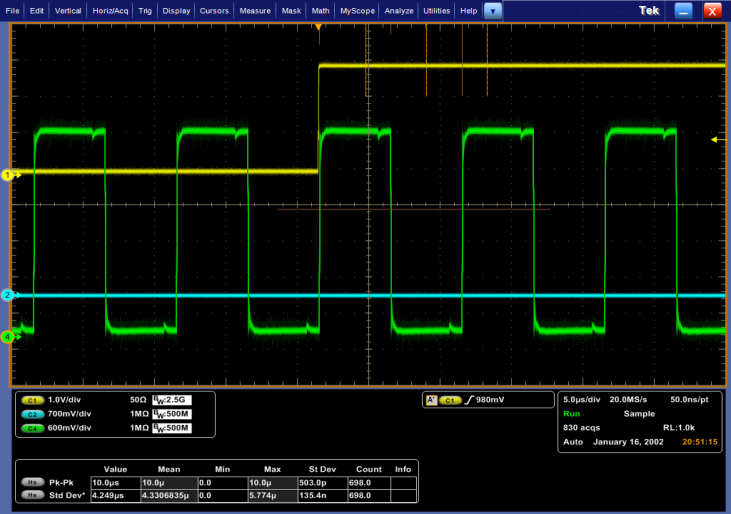 File Edit Vertical Horiz/Acq Trig Display Cursors Measure Mask Math MyScope Analyze Utilities Help Tek X
1
2
4
C1 1.0V/div 50Ω BW:2.5G
C2 700mV/div 1MΩ BW:500M
C4 600mV/div 1MΩ BW:500M
A' C1 980mV
5.0µs/div 20.0MS/s 50.0ns/pt
Run Sample
830 acqs RL:1.0k
Auto January 16, 2002 20:51:15
Value Mean Min Max St Dev Count Info
Hs Pk-Pk 10.0µs 10.0µ 0.0 10.0µ 503.0p 698.0
Hs Std Dev* 4.249µs 4.3306835µ 0.0 5.774µ 135.4n 698.0